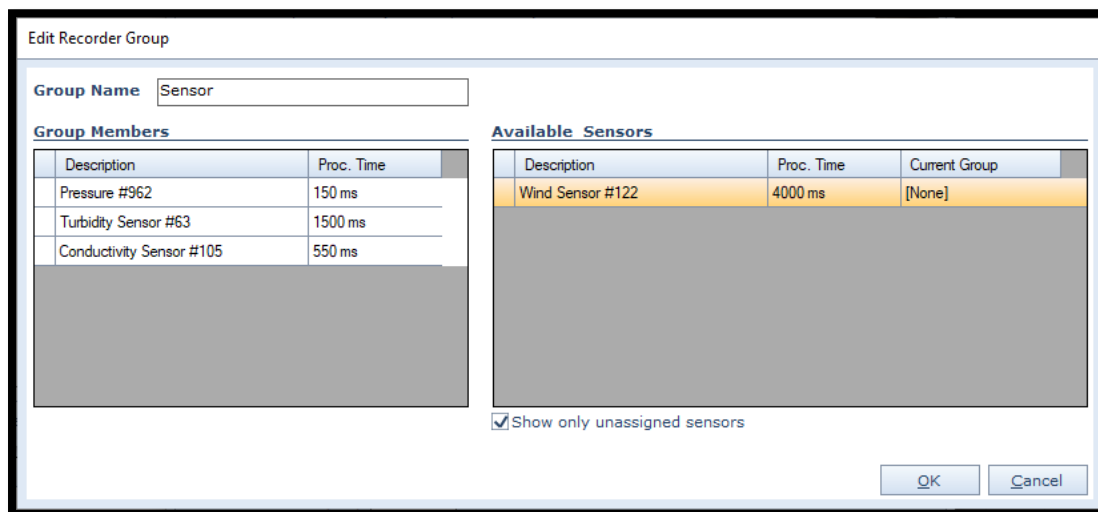 Edit Recorder Group
Group Name Sensor
Group Members
Description Proc. Time
Pressure #962 150 ms
Turbidity Sensor #63 1500 ms
Conductivity Sensor #105 550 ms
Available Sensors
Description Proc. Time Current Group
Wind Sensor #122 4000 ms [None]
Show only unassigned sensors
OK Cancel